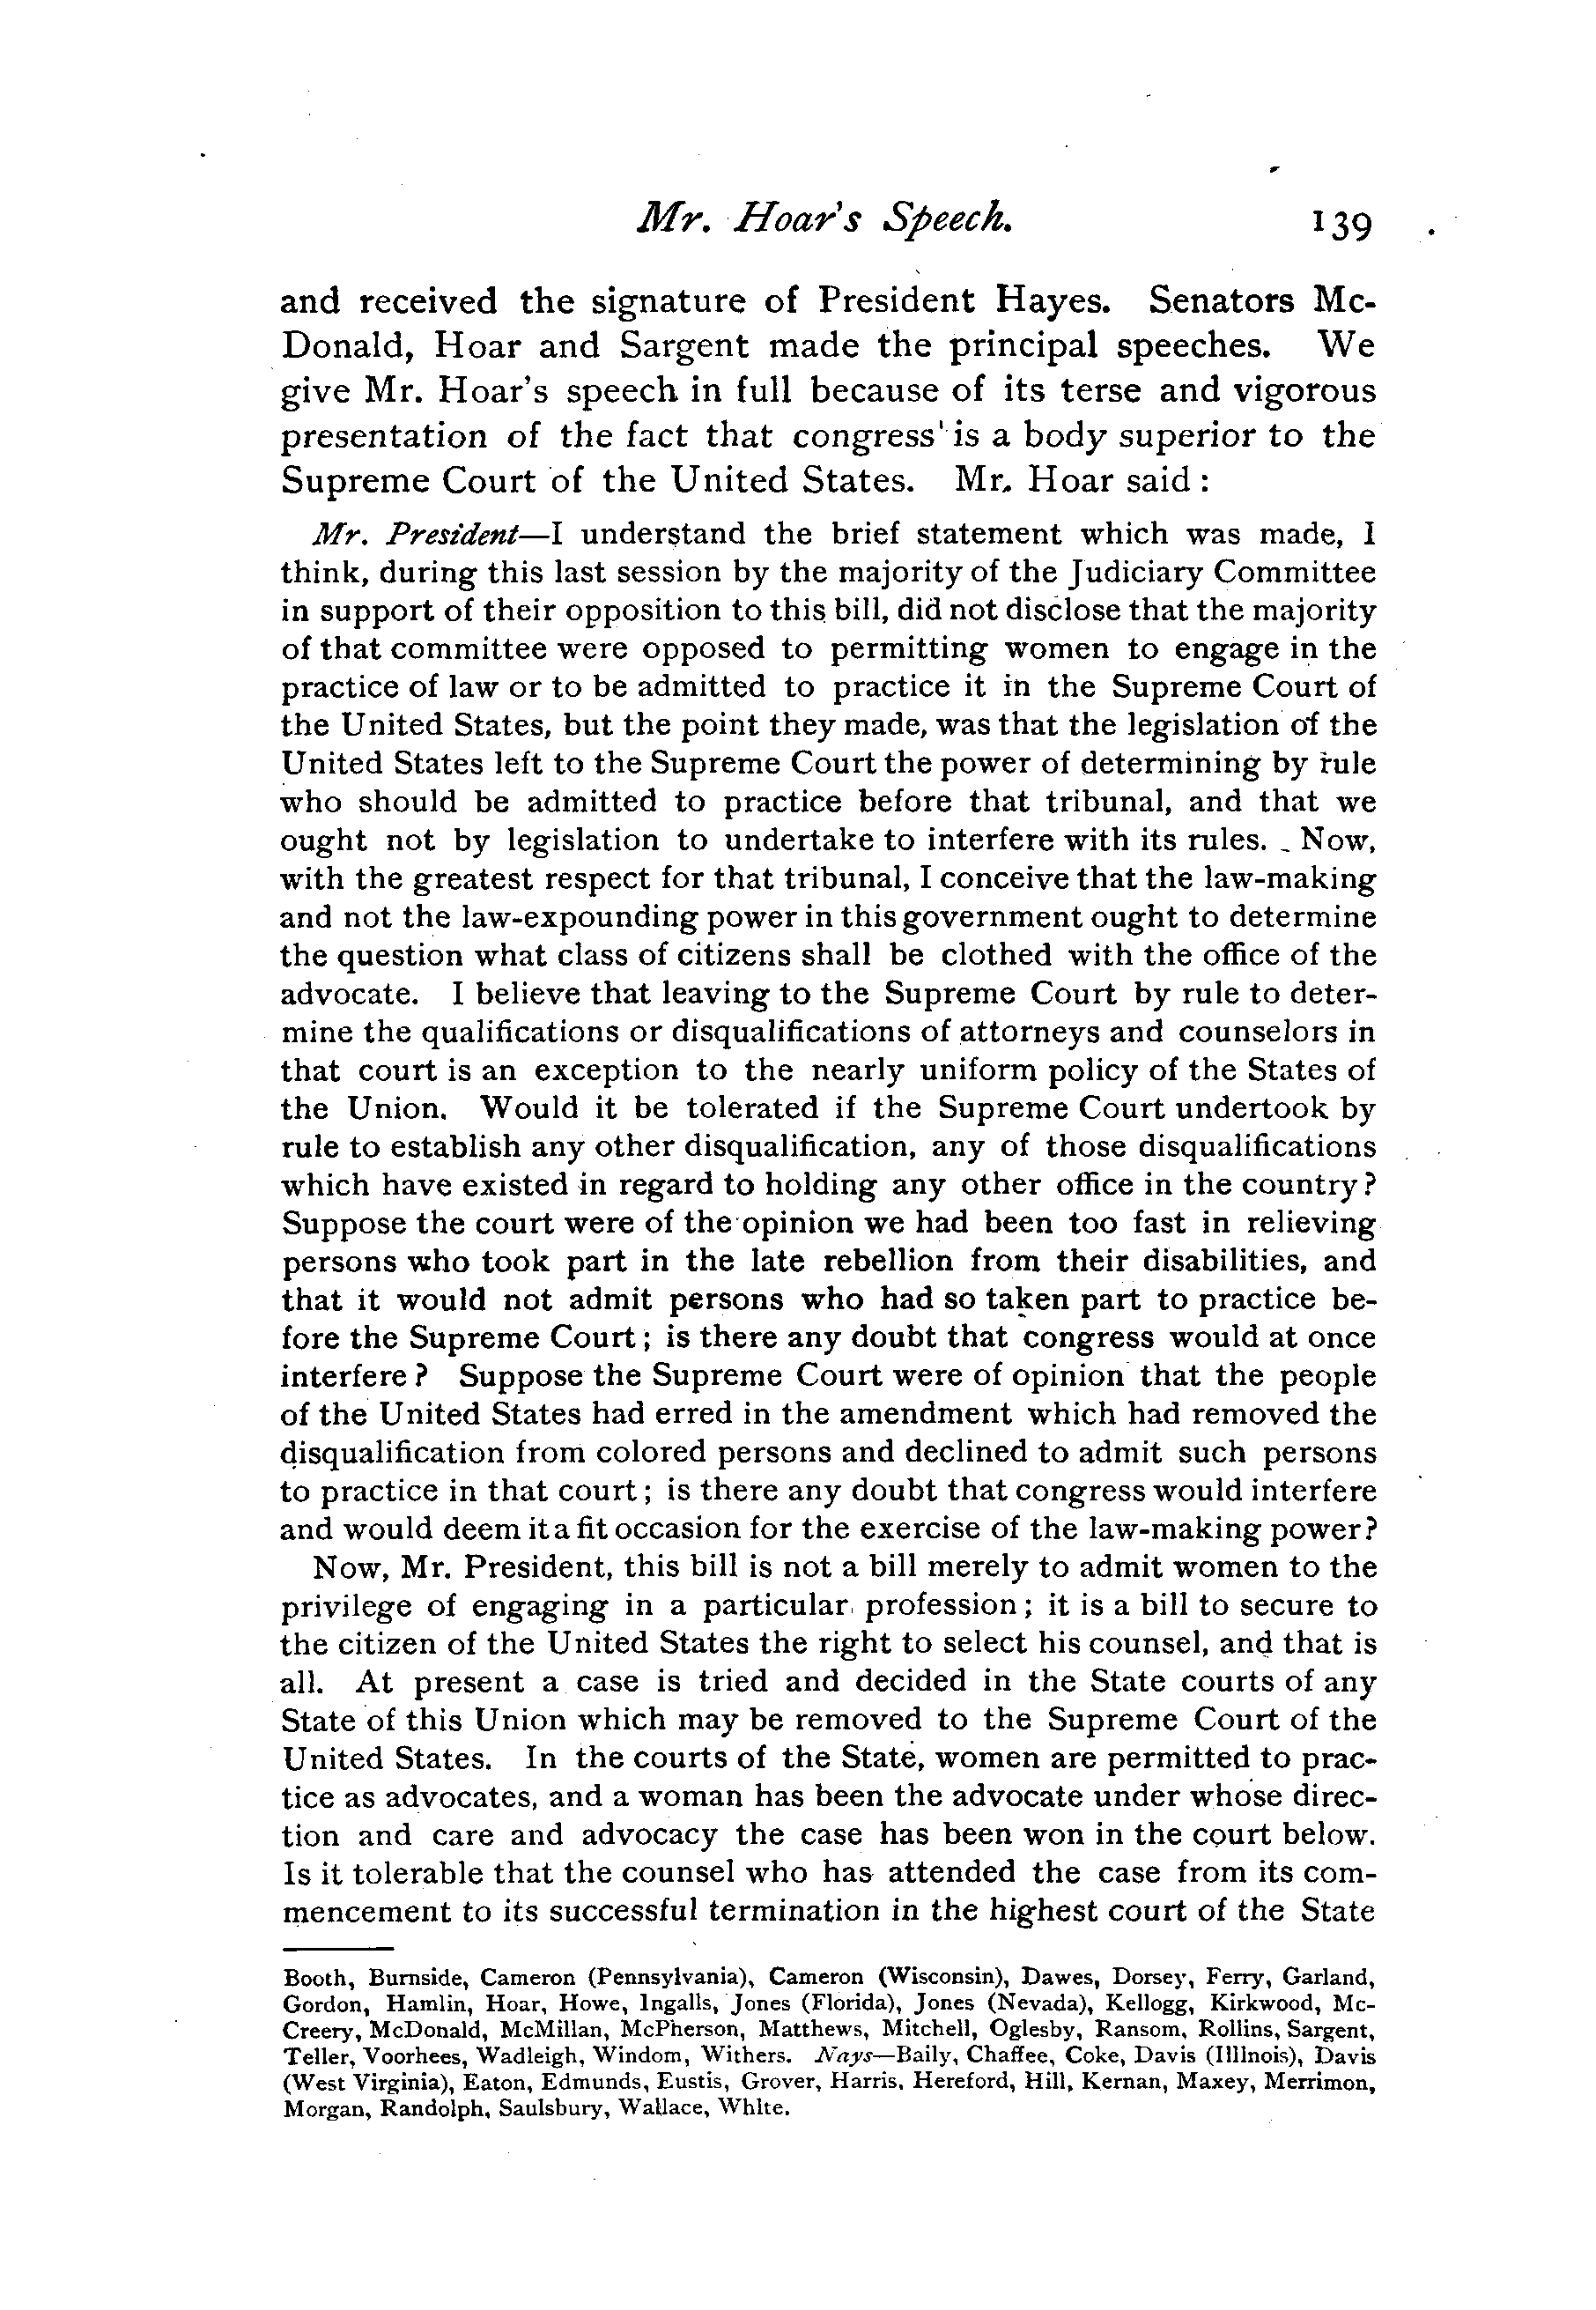 Mr. Hoar's Speech. 139
and received the signature of President Hayes. Senators Mc-
Donald, Hoar and Sargent made the principal speeches. We
give Mr. Hoar's speech in full because of its terse and vigorous
presentation of the fact that congress is a body superior to the
Supreme Court of the United States. Mr. Hoar said:
Mr. President—I understand the brief statement which was made, I
think, during this last session by the majority of the Judiciary Committee
in support of their opposition to this bill, did not disclose that the majority
of that committee were opposed to permitting women to engage in the
practice of law or to be admitted to practice it in the Supreme Court of
the United States, but the point they made, was that the legislation of the
United States left to the Supreme Court the power of determining by rule
who should be admitted to practice before that tribunal, and that we
ought not by legislation to undertake to interfere with its rules. Now,
with the greatest respect for that tribunal, I conceive that the law-making
and not the law-expounding power in this government ought to determine
the question what class of citizens shall be clothed with the office of the
advocate. I believe that leaving to the Supreme Court by rule to deter-
mine the qualifications or disqualifications of attorneys and counselors in
that court is an exception to the nearly uniform policy of the States of
the Union. Would it be tolerated if the Supreme Court undertook by
rule to establish any other disqualification, any of those disqualifications
which have existed in regard to holding any other office in the country?
Suppose the court were of the opinion we had been too fast in relieving
persons who took part in the late rebellion from their disabilities, and
that it would not admit persons who had so taken part to practice be-
fore the Supreme Court; is there any doubt that congress would at once
interfere? Suppose the Supreme Court were of opinion that the people
of the United States had erred in the amendment which had removed the
disqualification from colored persons and declined to admit such persons
to practice in that court; is there any doubt that congress would interfere
and would deem it a fit occasion for the exercise of the law-making power?
Now, Mr. President, this bill is not a bill merely to admit women to the
privilege of engaging in a particular profession; it is a bill to secure to
the citizen of the United States the right to select his counsel, and that is
all. At present a case is tried and decided in the State courts of any
State of this Union which may be removed to the Supreme Court of the
United States. In the courts of the State, women are permitted to prac-
tice as advocates, and a woman has been the advocate under whose direc-
tion and care and advocacy the case has been won in the court below.
Is it tolerable that the counsel who has attended the case from its com-
mencement to its successful termination in the highest court of the State
Booth, Burnside, Cameron (Pennsylvania), Cameron (Wisconsin), Dawes, Dorsey, Ferry, Garland,
Gordon, Hamlin, Hoar, Howe, Ingalls, Jones (Florida), Jones (Nevada), Kellogg, Kirkwood, Mc-
Creery, McDonald, McMillan, McPherson, Matthews, Mitchell, Oglesby, Ransom, Rollins, Sargent,
Teller, Voorhees, Wadleigh, Windom, Withers. Nays—Baily, Chaffee, Coke, Davis (Illinois), Davis
(West Virginia), Eaton, Edmunds, Eustis, Grover, Harris, Hereford, Hill, Kernan, Maxey, Merrimon,
Morgan, Randolph, Saulsbury, Wallace, White.